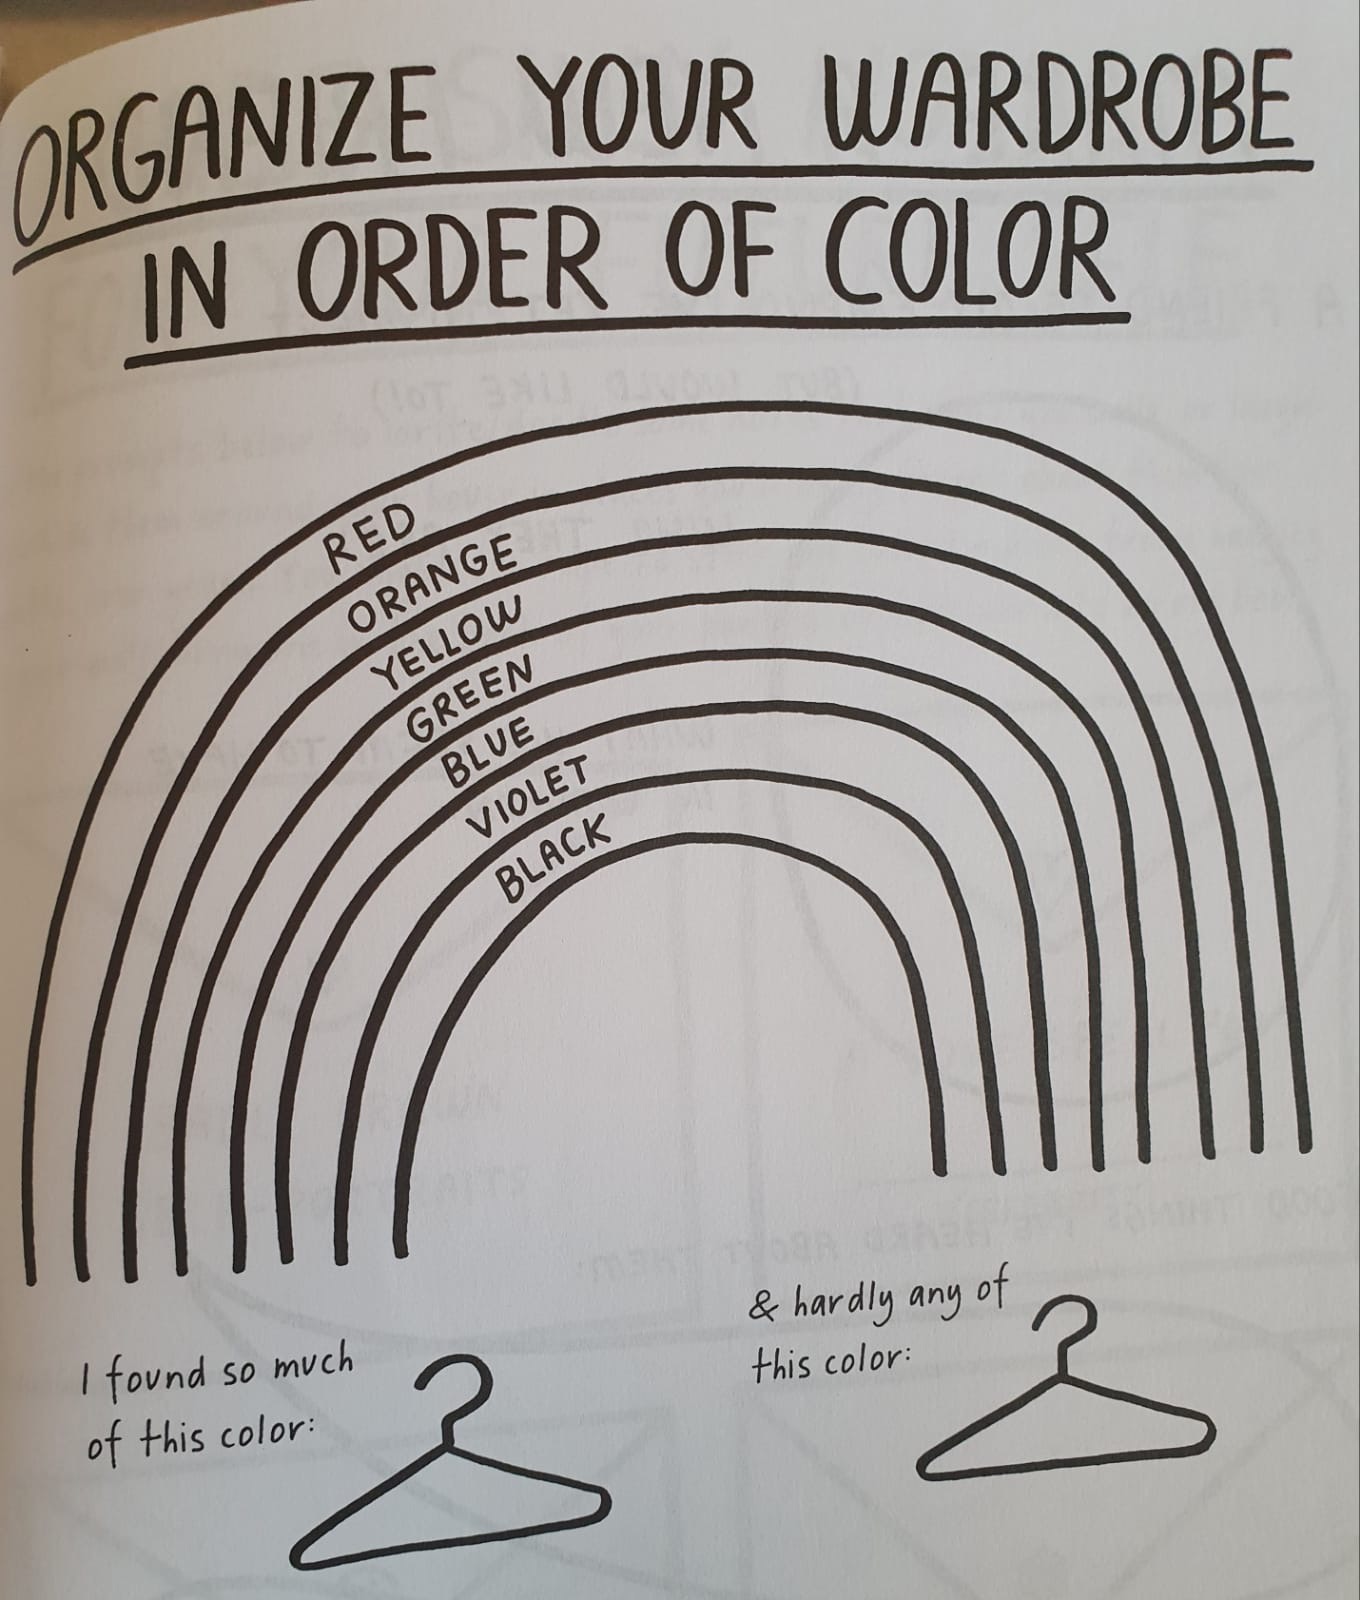 ORGANIZE YOUR WARDROBE
IN ORDER OF COLOR
RED
ORANGE
YELLOW
GREEN
BLUE
VIOLET
BLACK
I found so much
of this color:
& hardly any of
this color: